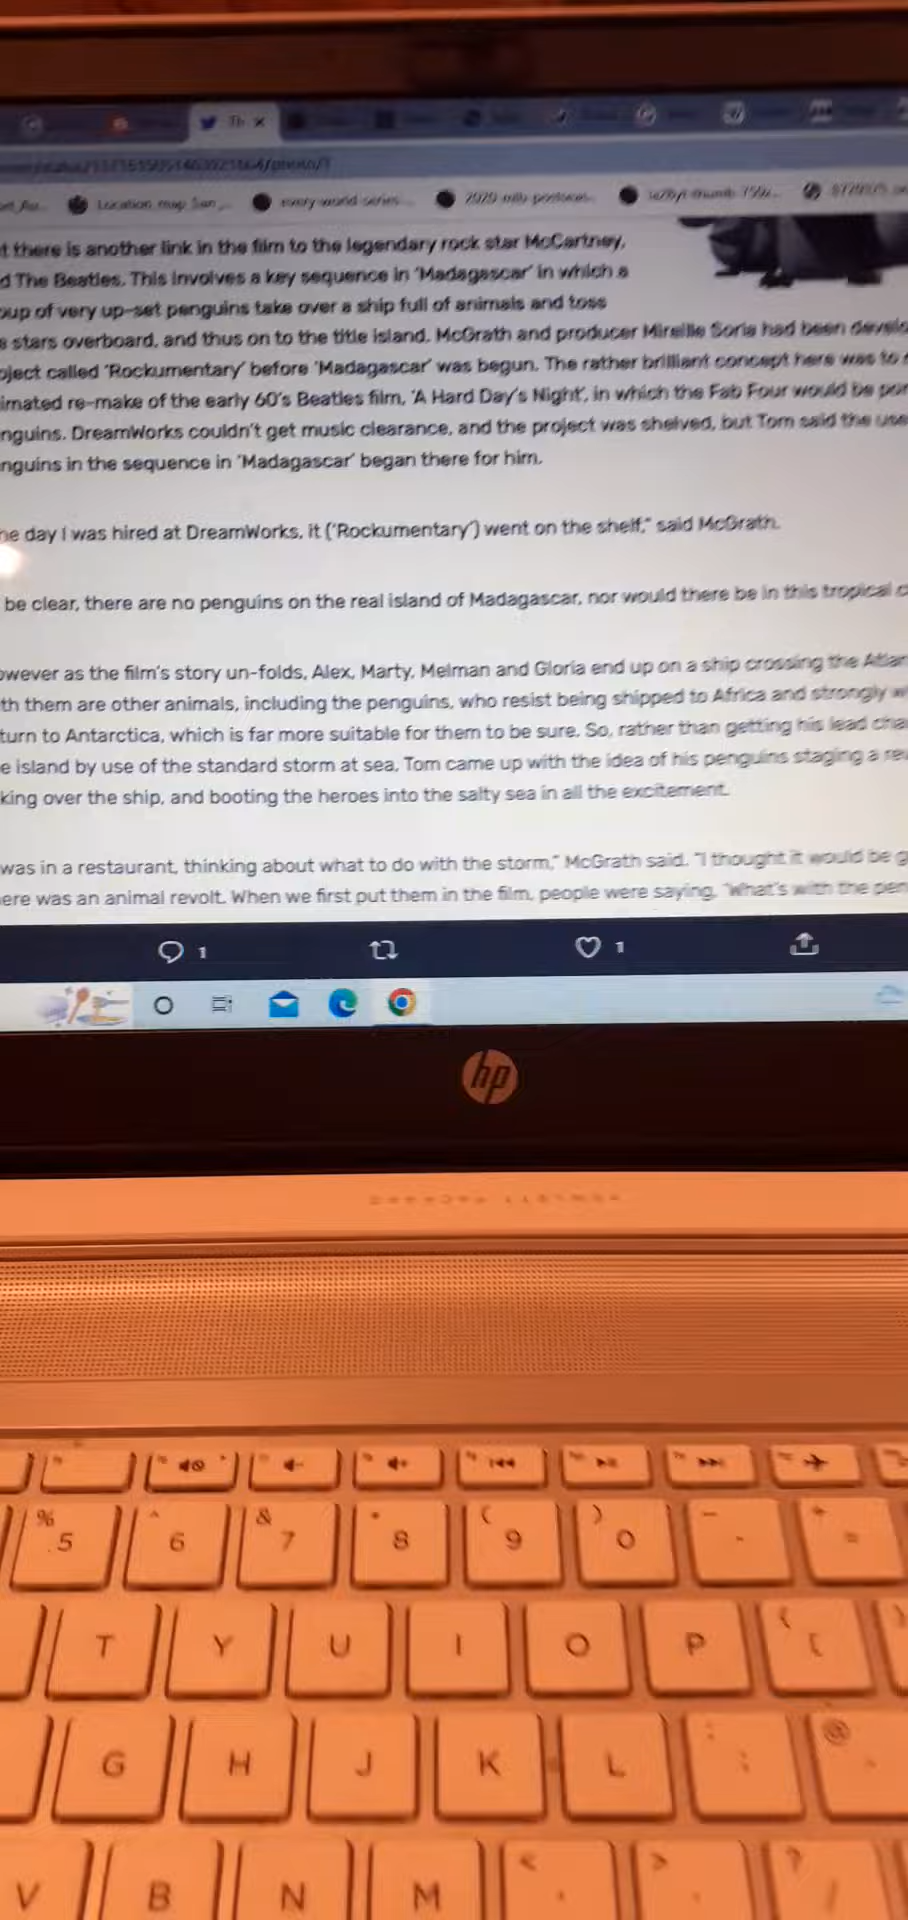 Th
Location map San
every-world-series
2020-mlb-postseas
t there is another link in the film to the legendary rock star McCartney,
d The Beatles. This involves a key sequence in 'Madagascar' in which a
oup of very up-set penguins take over a ship full of animals and toss
e stars overboard, and thus on to the title island. McGrath and producer Mireille Soria had been develo
oject called 'Rockumentary' before 'Madagascar' was begun. The rather brilliant concept here was to
imated re-make of the early 60's Beatles film, 'A Hard Day's Night', in which the Fab Four would be por
nguins. DreamWorks couldn't get music clearance, and the project was shelved, but Tom said the use
nguins in the sequence in 'Madagascar' began there for him.
he day I was hired at DreamWorks, it ('Rockumentary') went on the shelf," said McGrath.
be clear, there are no penguins on the real island of Madagascar, nor would there be in this tropical c
owever as the film's story un-folds, Alex, Marty, Melman and Gloria end up on a ship crossing the Atlan
th them are other animals, including the penguins, who resist being shipped to Africa and strongly w
turn to Antarctica, which is far more suitable for them to be sure. So, rather than getting his lead cha
e island by use of the standard storm at sea, Tom came up with the idea of his penguins staging a rev
king over the ship, and booting the heroes into the salty sea in all the excitement.
was in a restaurant, thinking about what to do with the storm," McGrath said. "I thought it would be g
ere was an animal revolt. When we first put them in the film, people were saying, 'What's with the pen
1 1
hp
% 5 ^ 6 & 7 * 8 ( 9 ) 0 - + =
T Y U I O P { [
G H J K L : ; @
V B N M < > ? /